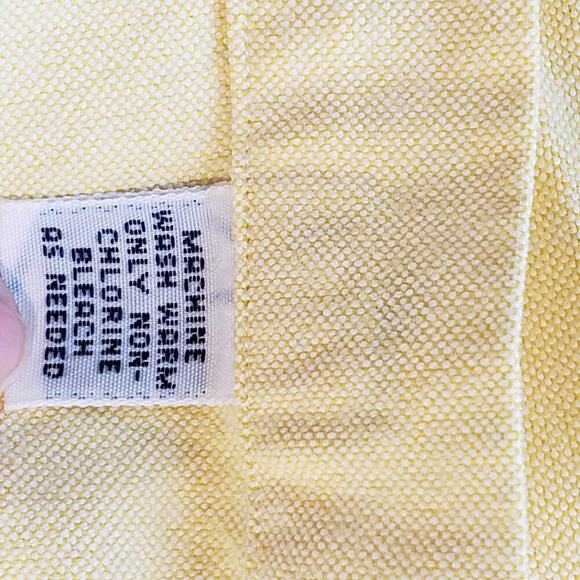 MACHINE
WASH WARM
ONLY NON-
CHLORINE
BLEACH
AS NEEDED